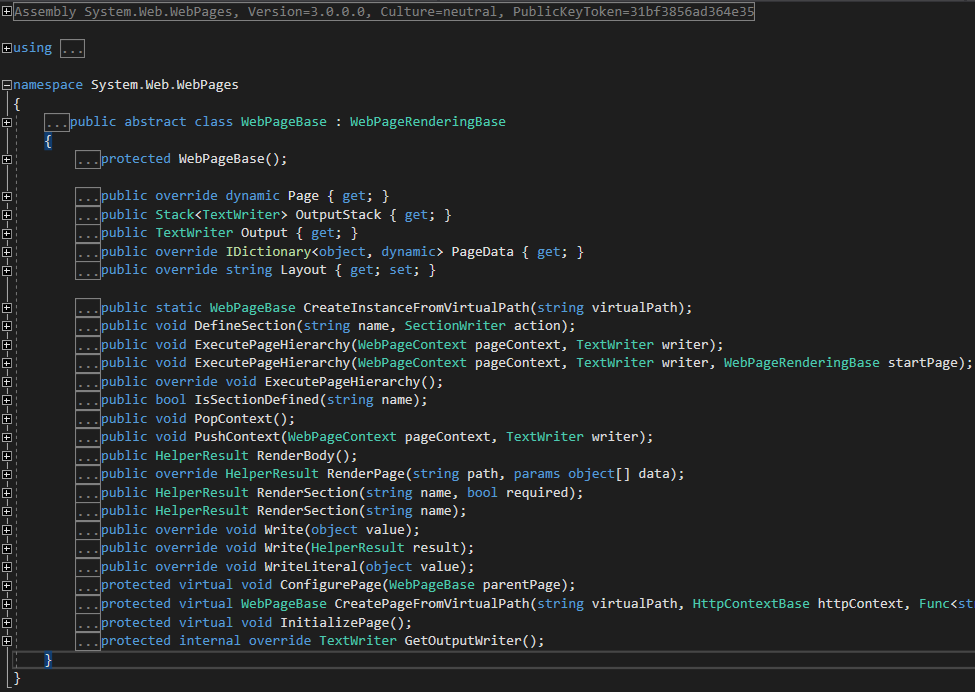 Assembly System.Web.WebPages, Version=3.0.0.0, Culture=neutral, PublicKeyToken=31bf3856ad364e35
using ...
namespace System.Web.WebPages
{
...public abstract class WebPageBase : WebPageRenderingBase
{
...protected WebPageBase();
...public override dynamic Page { get; }
...public Stack<TextWriter> OutputStack { get; }
...public TextWriter Output { get; }
...public override IDictionary<object, dynamic> PageData { get; }
...public override string Layout { get; set; }
...public static WebPageBase CreateInstanceFromVirtualPath(string virtualPath);
...public void DefineSection(string name, SectionWriter action);
...public void ExecutePageHierarchy(WebPageContext pageContext, TextWriter writer);
...public void ExecutePageHierarchy(WebPageContext pageContext, TextWriter writer, WebPageRenderingBase startPage);
...public override void ExecutePageHierarchy();
...public bool IsSectionDefined(string name);
...public void PopContext();
...public void PushContext(WebPageContext pageContext, TextWriter writer);
...public HelperResult RenderBody();
...public override HelperResult RenderPage(string path, params object[] data);
...public HelperResult RenderSection(string name, bool required);
...public HelperResult RenderSection(string name);
...public override void Write(object value);
...public override void Write(HelperResult result);
...public override void WriteLiteral(object value);
...protected virtual void ConfigurePage(WebPageBase parentPage);
...protected virtual WebPageBase CreatePageFromVirtualPath(string virtualPath, HttpContextBase httpContext, Func<st
...protected virtual void InitializePage();
...protected internal override TextWriter GetOutputWriter();
}
}